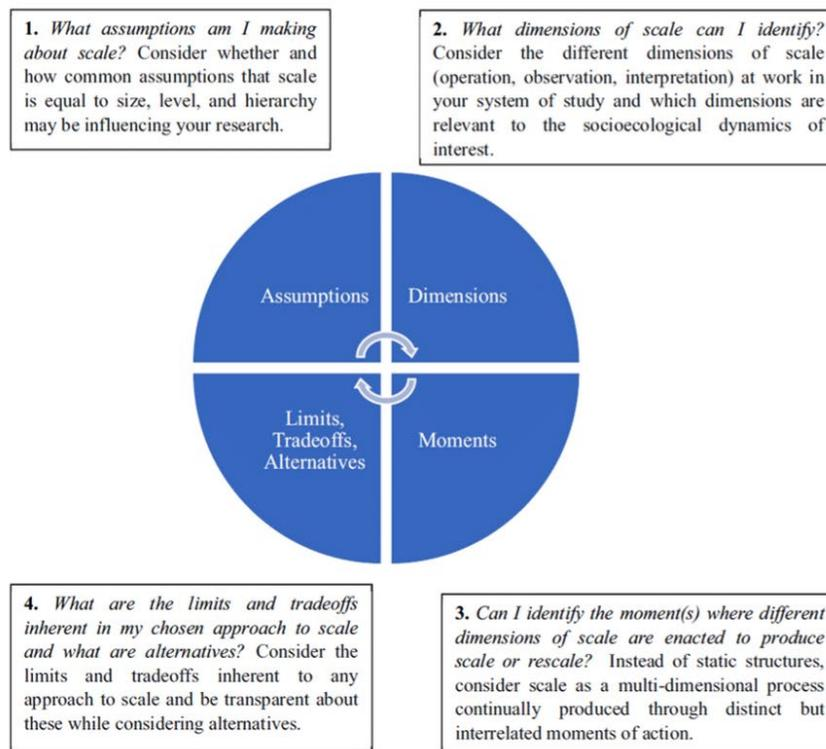 1. What assumptions am I making
about scale? Consider whether and
how common assumptions that scale
is equal to size, level, and hierarchy
may be influencing your research.
2. What dimensions of scale can I identify?
Consider the different dimensions of scale
(operation, observation, interpretation) at work in
your system of study and which dimensions are
relevant to the socioecological dynamics of
interest.
Assumptions
Dimensions
Limits,
Tradeoffs,
Alternatives
Moments
4. What are the limits and tradeoffs
inherent in my chosen approach to scale
and what are alternatives? Consider the
limits and tradeoffs inherent to any
approach to scale and be transparent about
these while considering alternatives.
3. Can I identify the moment(s) where different
dimensions of scale are enacted to produce
scale or rescale? Instead of static structures,
consider scale as a multi-dimensional process
continually produced through distinct but
interrelated moments of action.